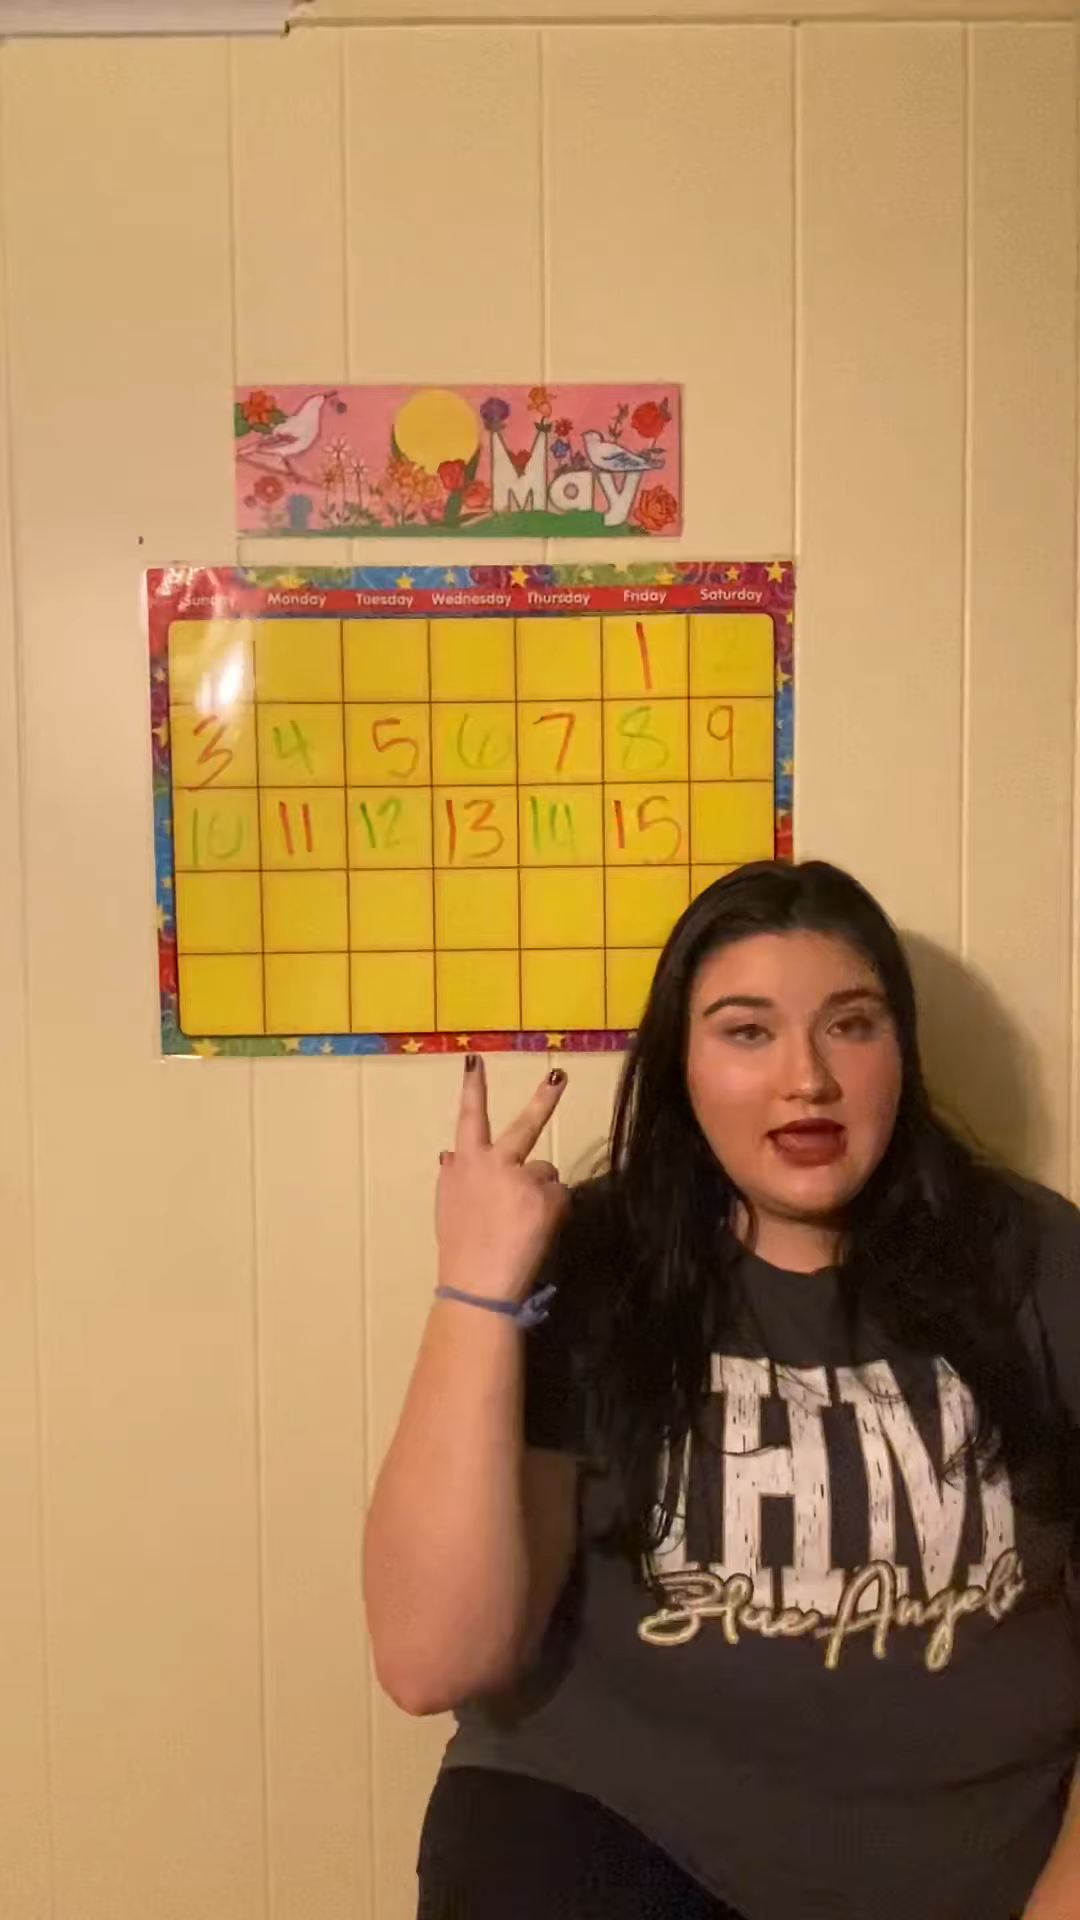 May
Sunday Monday Tuesday Wednesday Thursday Friday Saturday
1
3 4 5 6 7 8 9
10 11 12 13 14 15
IHM
Blue Angels